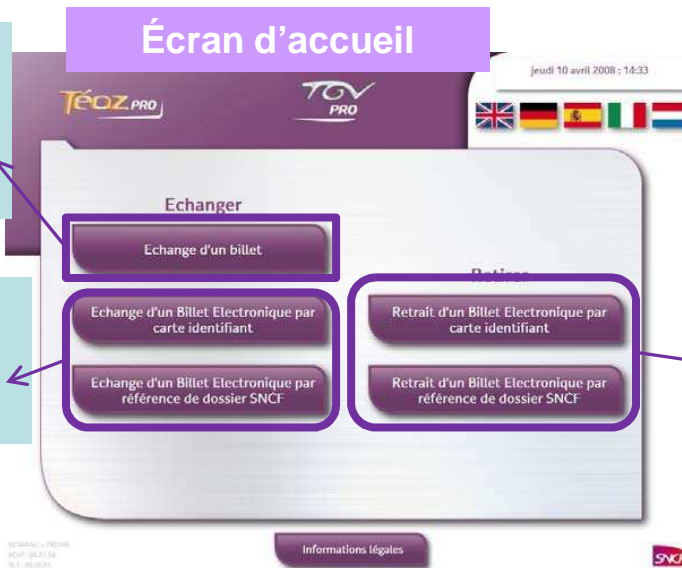 Écran d'accueil
jeudi 10 avril 2008 : 14:33
TÉOZ PRO
TGV
PRO
Echanger
Echange d'un billet
Retirer
Echange d'un Billet Electronique par
carte identifiant
Retrait d'un Billet Electronique par
carte identifiant
Echange d'un Billet Electronique par
référence de dossier SNCF
Retrait d'un Billet Electronique par
référence de dossier SNCF
Informations légales
SNCF